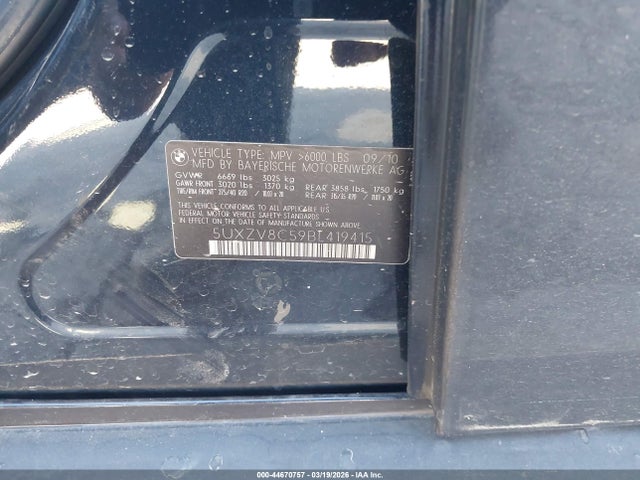 BMW
VEHICLE TYPE: MPV >6000 LBS 09/10
MFD BY BAYERISCHE MOTORENWERKE AG
GVWR 6669 lbs 3025 kg
GAWR FRONT 3020 lbs 1370 kg REAR 3858 lbs 1750 kg
THIS VEHICLE CONFORMS TO ALL APPLICABLE U.S.
FEDERAL MOTOR VEHICLE SAFETY STANDARDS IN EFFECT
ON THE DATE OF MANUFACTURE SHOWN ABOVE.
5UXZV8C59BL419415
000-44670757 03/19/2026 IAA, INC.